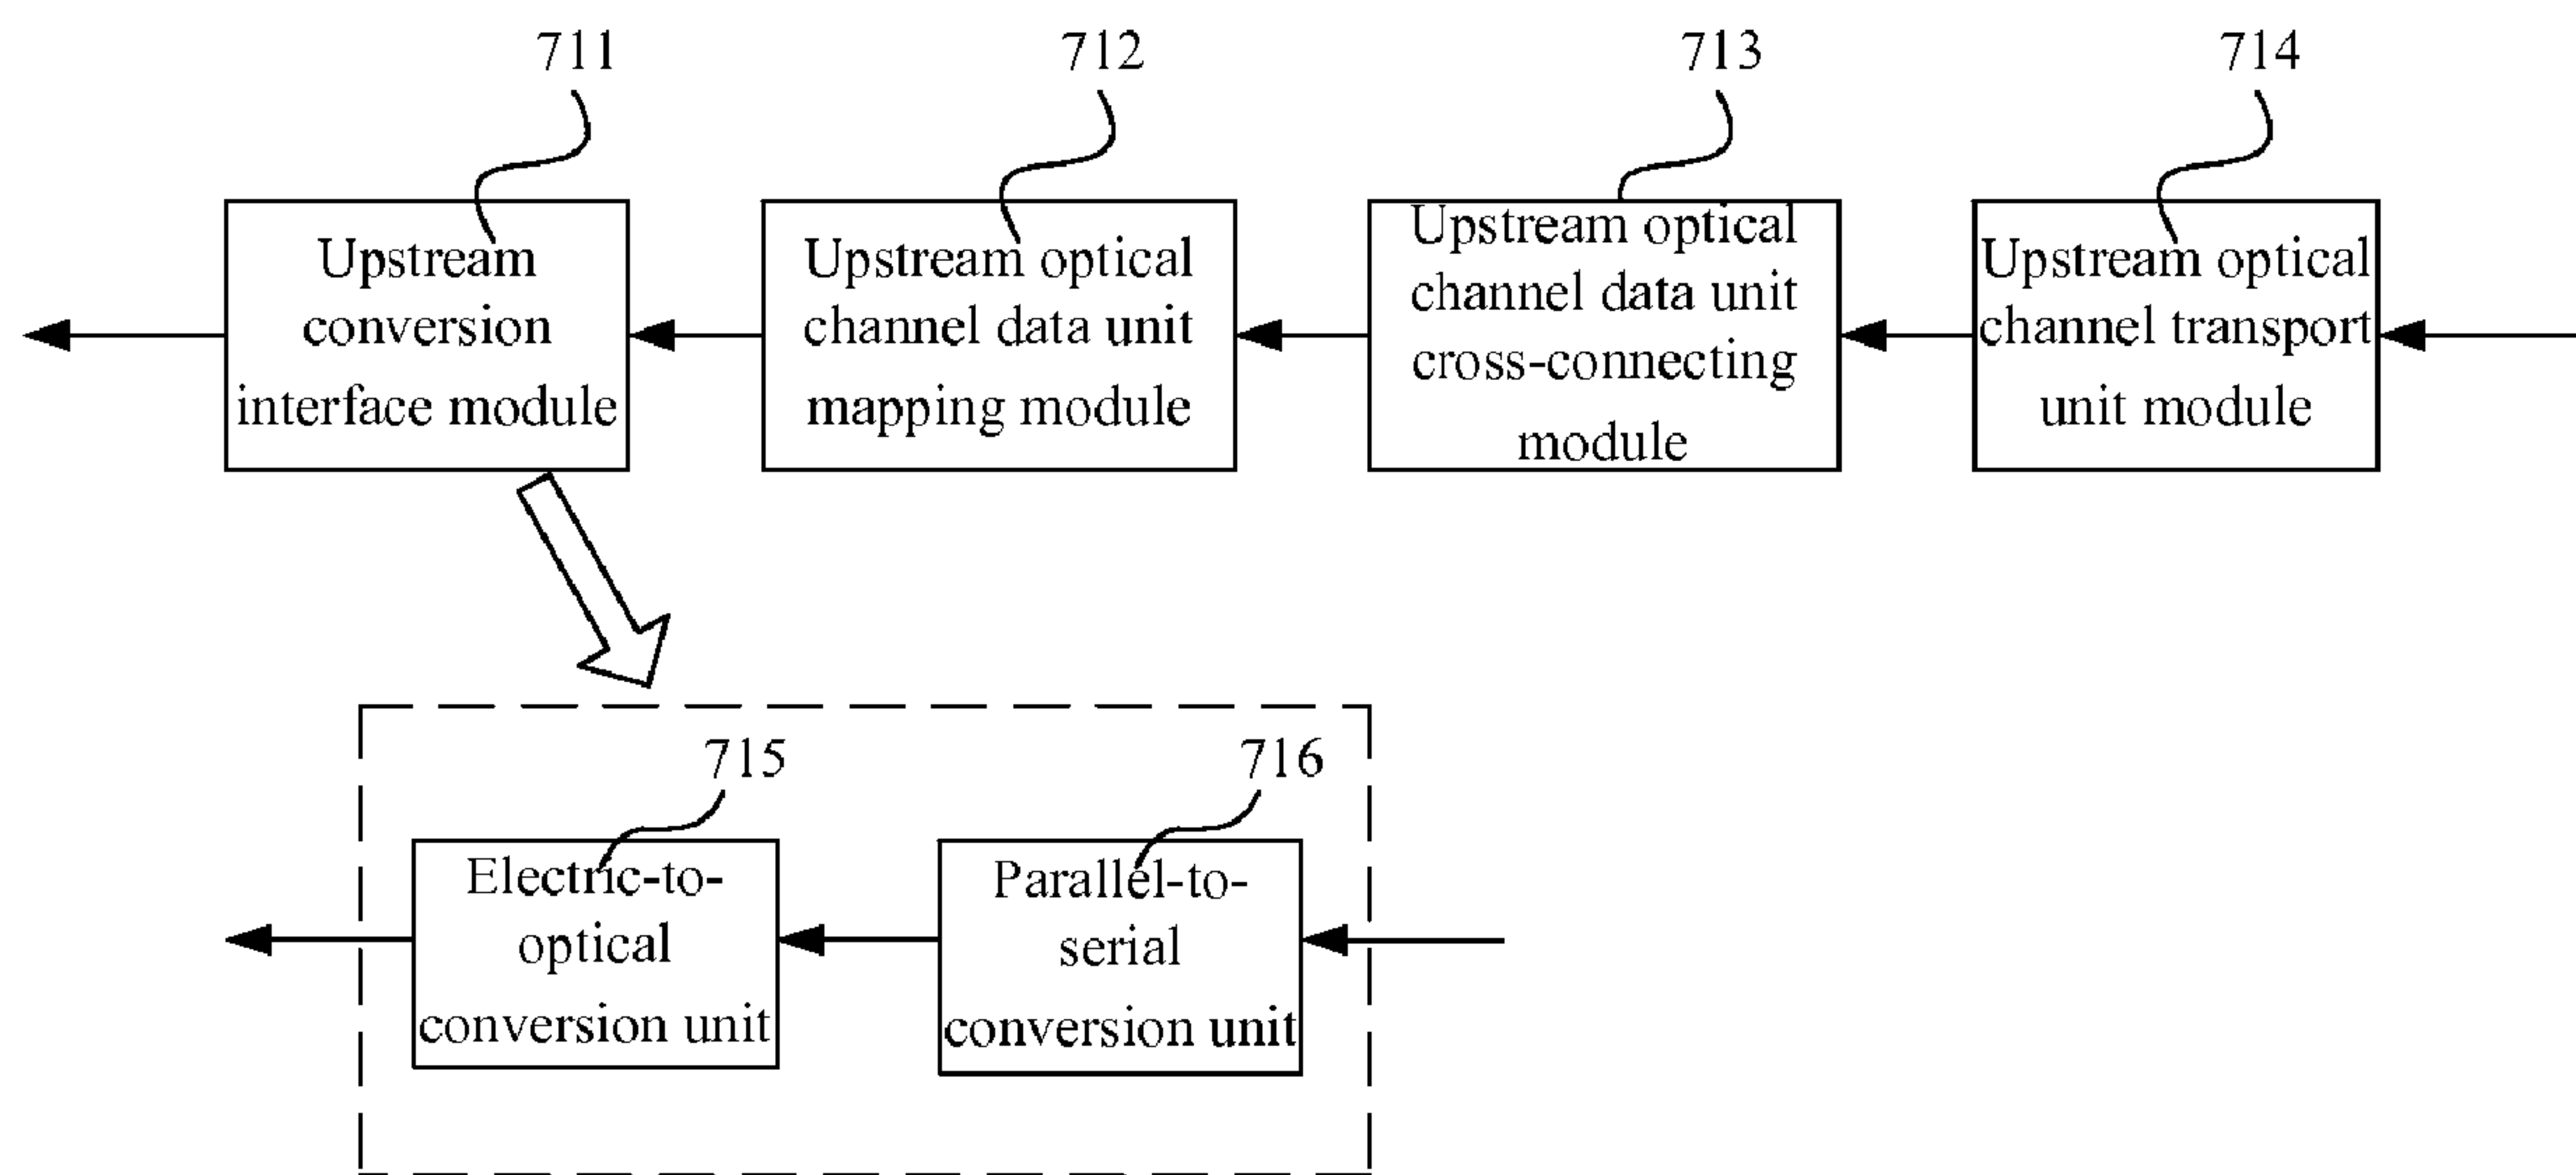 711
712
713
714
Upstream
conversion
interface module
Upstream optical
channel data unit
mapping module
Upstream optical
channel data unit
cross-connecting
module
Upstream optical
channel transport
unit module
715
716
Electric-to-
optical
conversion unit
Parallel-to-
serial
conversion unit